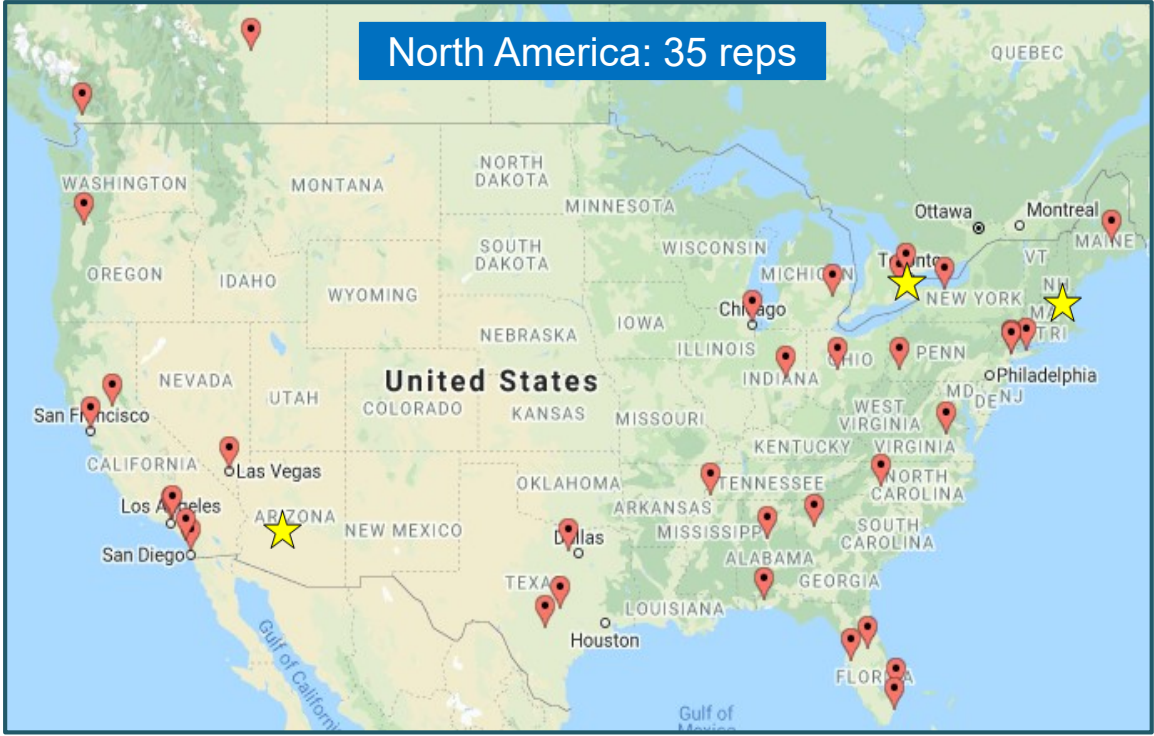 North America: 35 reps
QUEBEC
NORTH
DAKOTA
WASHINGTON
MONTANA
MINNESOTA
Ottawa
Montreal
MAINE
SOUTH
DAKOTA
WISCONSIN
VT
OREGON
IDAHO
WYOMING
MICHIGAN
Toronto
NH
NEW YORK
MA
Chicago
IOWA
NEBRASKA
CT RI
ILLINOIS
INDIANA
OHIO
PENN
NEVADA
UTAH
United States
COLORADO
KANSAS
Philadelphia
MD
DE
NJ
San Francisco
MISSOURI
WEST
VIRGINIA
KENTUCKY
VIRGINIA
CALIFORNIA
Las Vegas
OKLAHOMA
TENNESSEE
NORTH
CAROLINA
Los Angeles
ARIZONA
NEW MEXICO
ARKANSAS
MISSISSIPPI
SOUTH
CAROLINA
San Diego
Dallas
ALABAMA
TEXAS
GEORGIA
LOUISIANA
Houston
Gulf of California
FLORIDA
Gulf of
Mexico